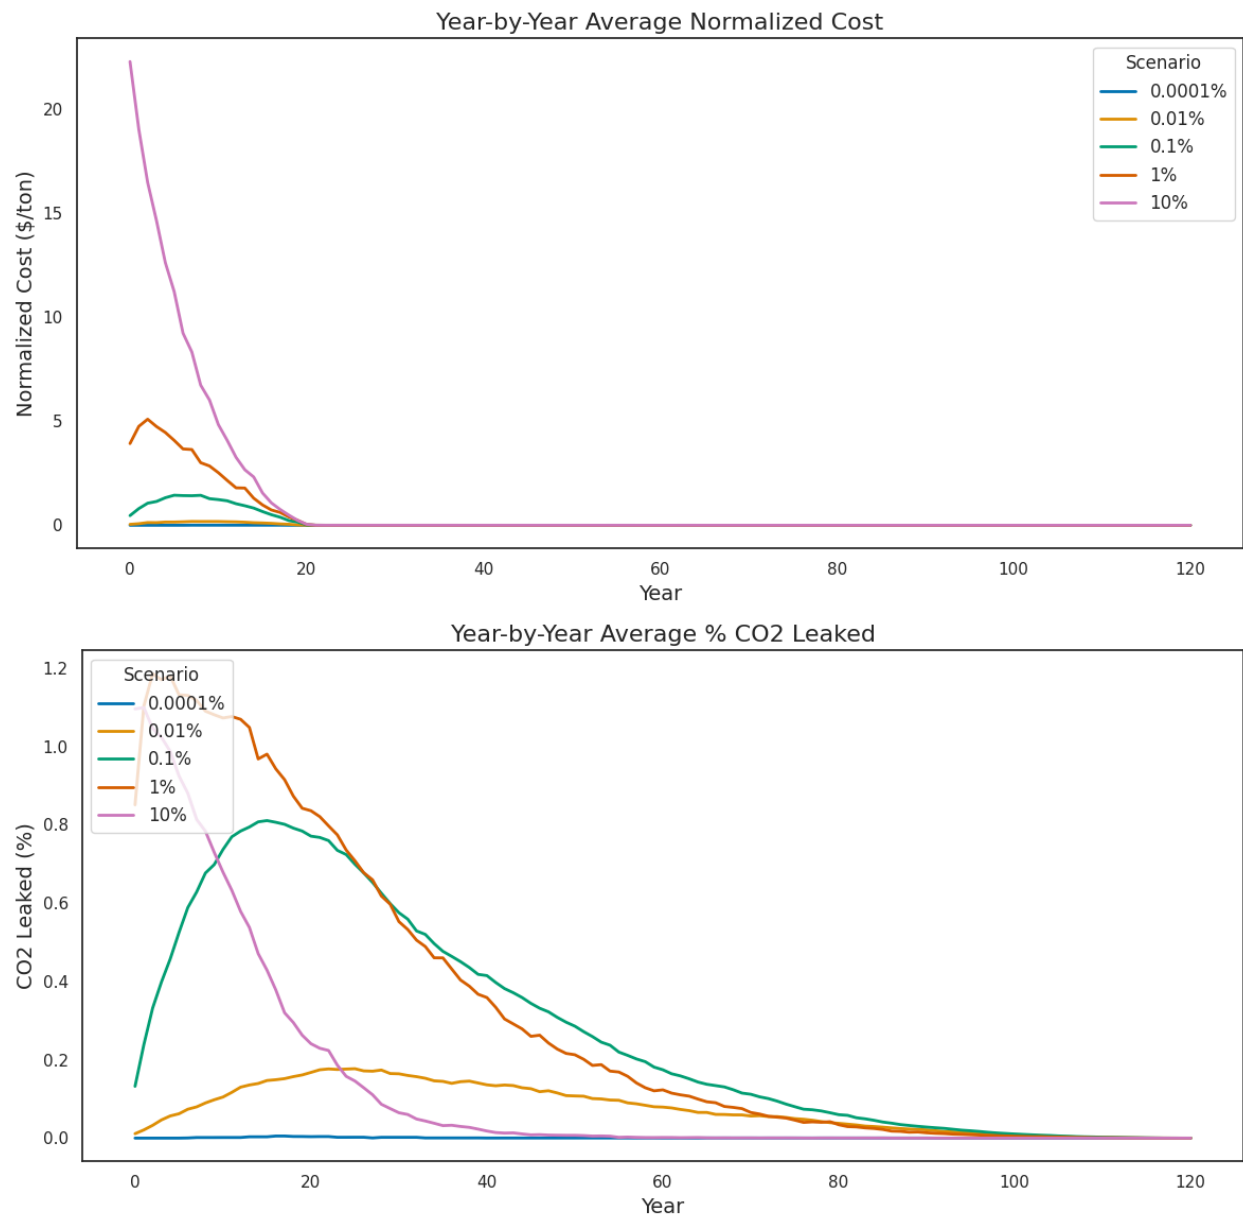 Year-by-Year Average Normalized Cost
Normalized Cost ($/ton)
20
15
10
5
0
Scenario
0.0001%
0.01%
0.1%
1%
10%
0 20 40 60 80 100 120
Year
Year-by-Year Average % CO2 Leaked
CO2 Leaked (%)
1.2
1.0
0.8
0.6
0.4
0.2
0.0
Scenario
0.0001%
0.01%
0.1%
1%
10%
0 20 40 60 80 100 120
Year